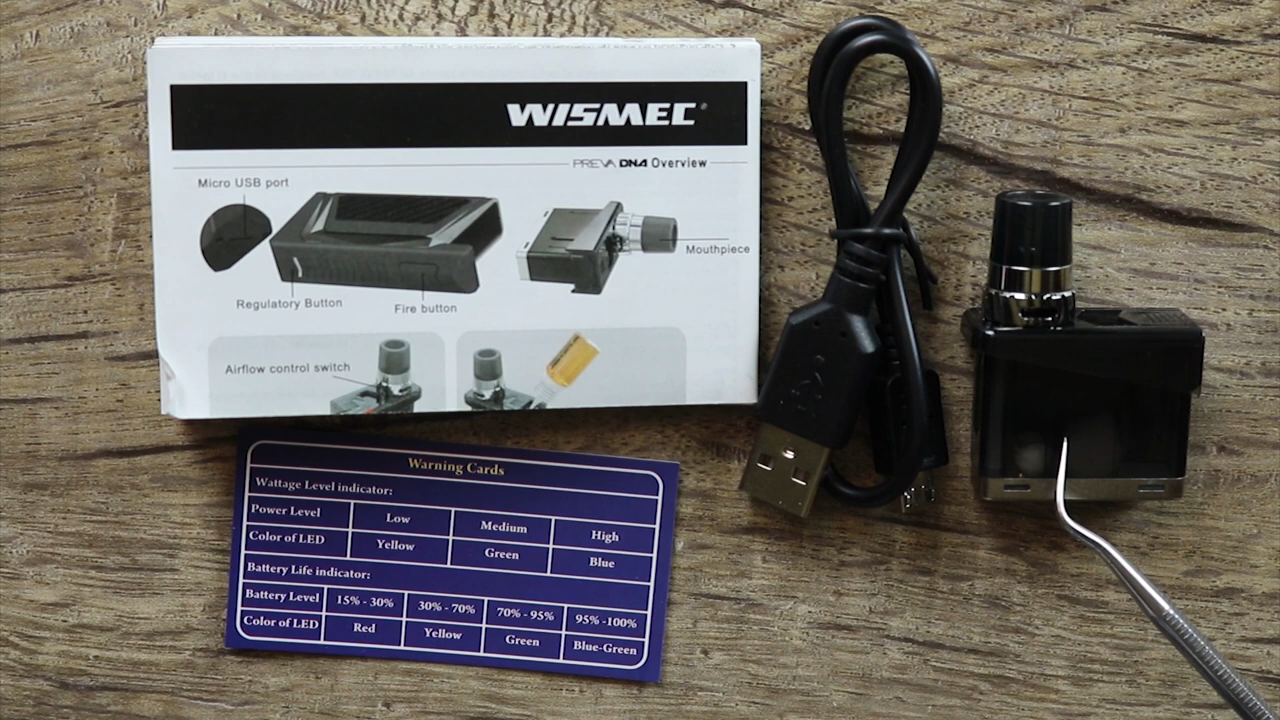 WISMEC®
PREVA DNA Overview
Micro USB port
Mouthpiece
Regulatory Button
Fire button
Airflow control switch
Warning Cards
Wattage Level indicator:
Power Level Low Medium High
Color of LED Yellow Green Blue
Battery Life indicator:
Battery Level 15% - 30% 30% - 70% 70% - 95% 95% -100%
Color of LED Red Yellow Green Blue-Green